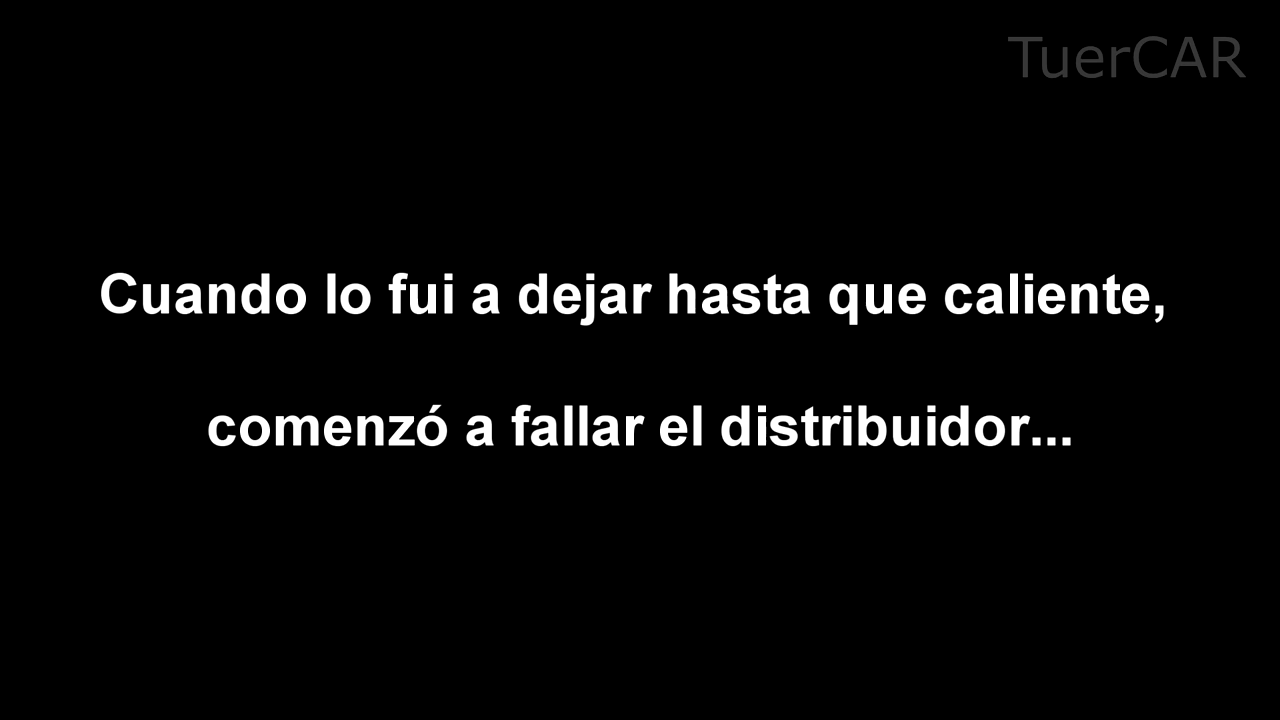 TuerCAR
Cuando lo fui a dejar hasta que caliente,
comenzó a fallar el distribuidor...